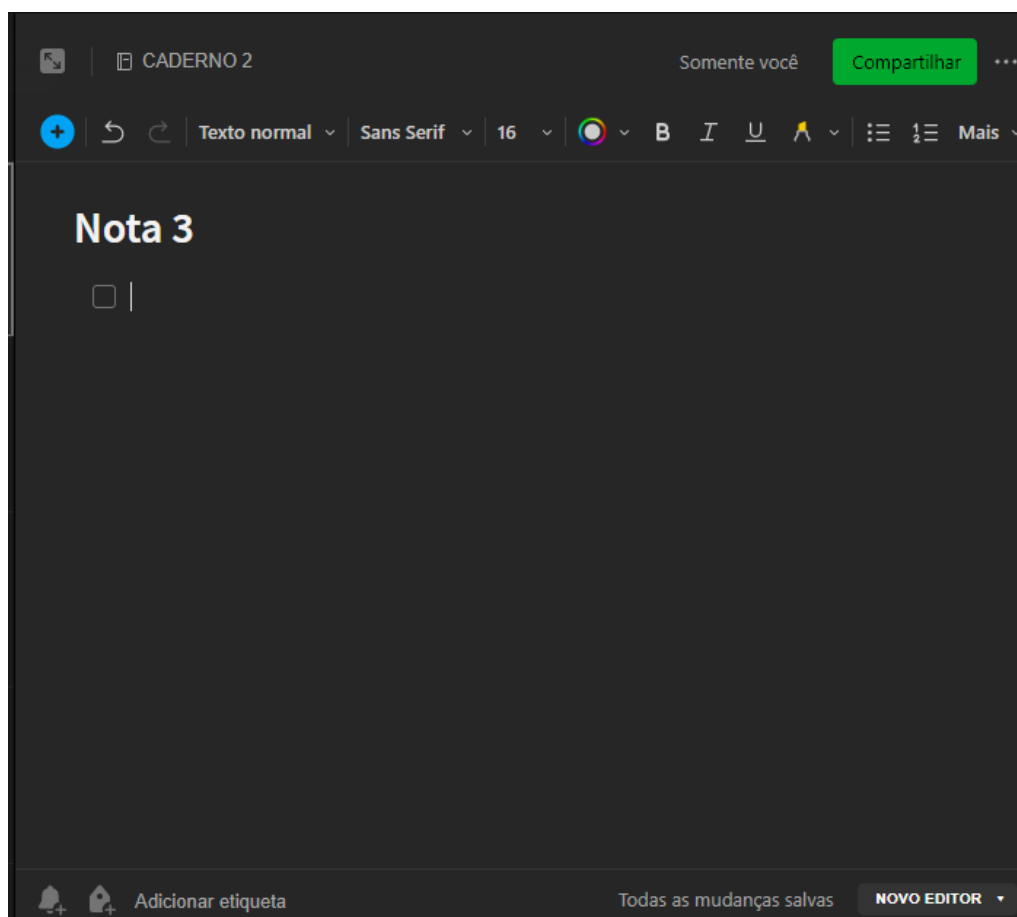 CADERNO 2 Somente você Compartilhar
Texto normal Sans Serif 16 B I U Mais
Nota 3
Adicionar etiqueta Todas as mudanças salvas NOVO EDITOR